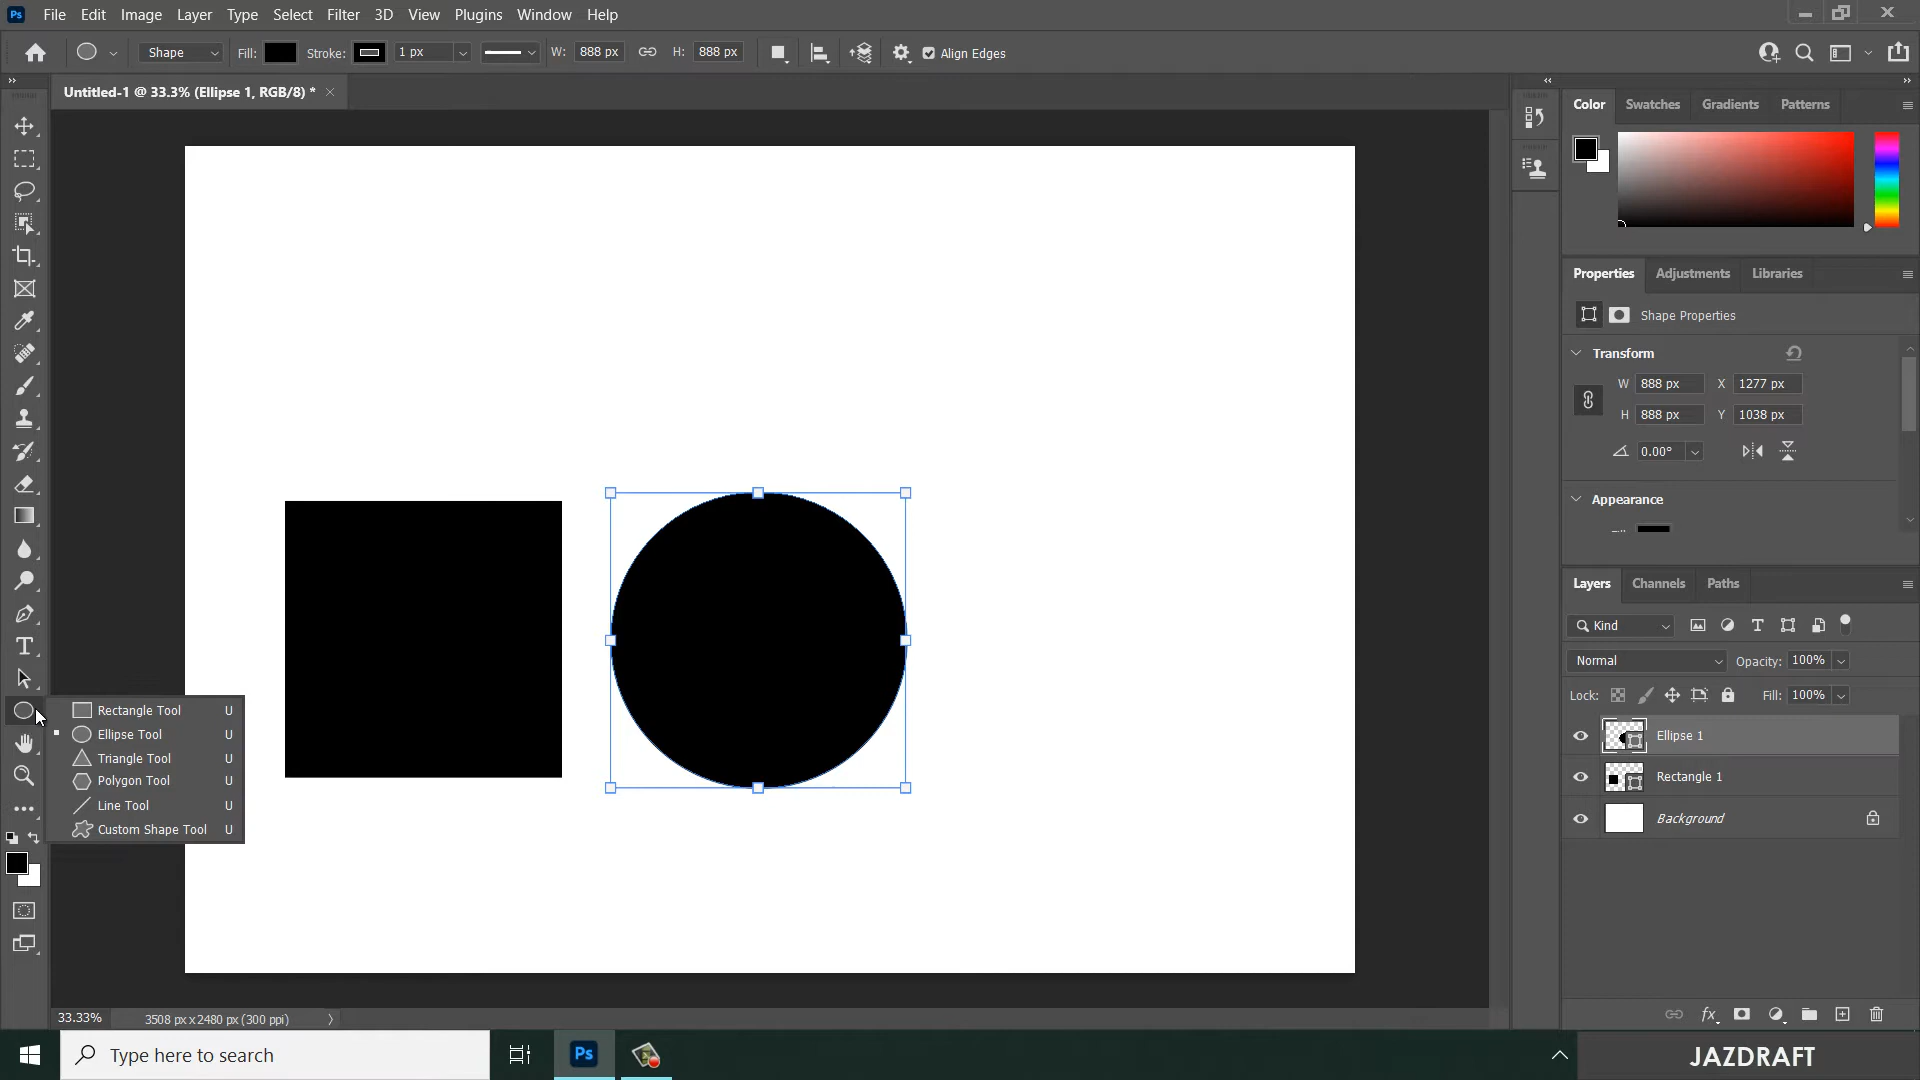 Ps File Edit Image Layer Type Select Filter 3D View Plugins Window Help
Shape Fill: Stroke: 1 px W: 888 px H: 888 px Align Edges
Untitled-1 @ 33.3% (Ellipse 1, RGB/8) *
Color Swatches Gradients Patterns
Properties Adjustments Libraries
Shape Properties
Transform
W 888 px X 1277 px
H 888 px Y 1038 px
0.00°
Appearance
Layers Channels Paths
Kind
Normal Opacity: 100%
Lock: Fill: 100%
Ellipse 1
Rectangle 1
Background
Rectangle Tool U
Ellipse Tool U
Triangle Tool U
Polygon Tool U
Line Tool U
Custom Shape Tool U
33.33% 3508 px x 2480 px (300 ppi)
Type here to search
Ps
JAZDRAFT